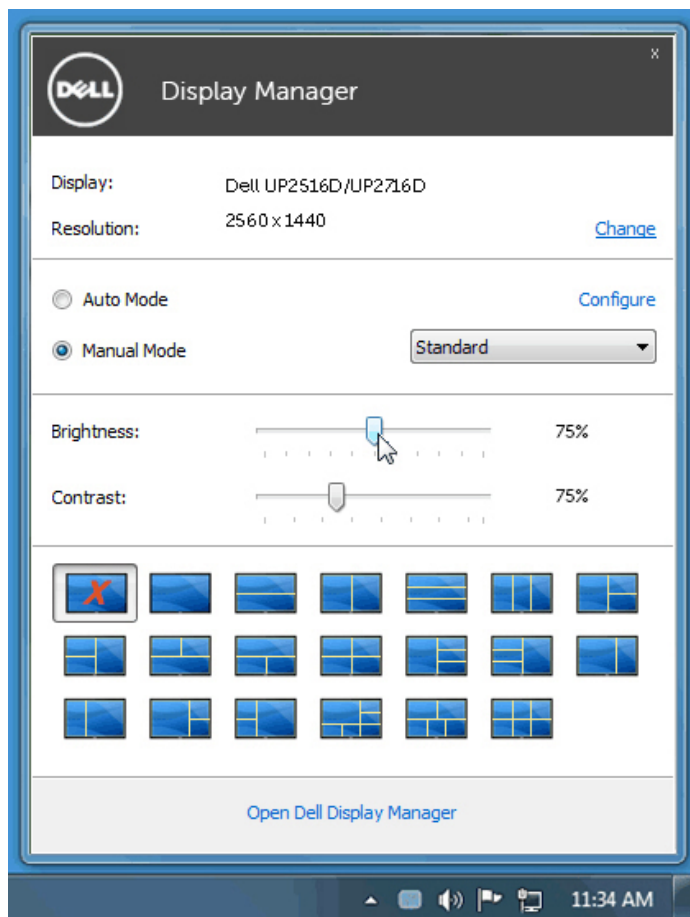 x
DELL Display Manager
Display: Dell UP2516D/UP2716D
Resolution: 2560 x 1440 Change
Auto Mode Configure
Manual Mode Standard
Brightness: 75%
Contrast: 75%
Open Dell Display Manager
11:34 AM